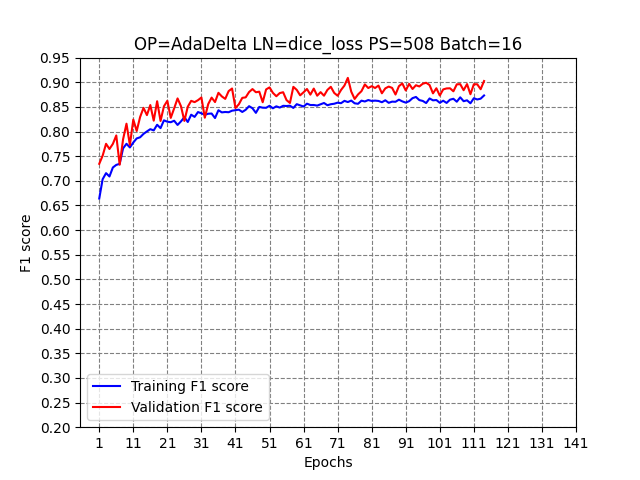 OP=AdaDelta LN=dice_loss PS=508 Batch=16
0.95
0.90
0.85
0.80
0.75
0.70
0.65
0.60
0.55
0.50
0.45
0.40
0.35
0.30
0.25
0.20
F1 score
Training F1 score
Validation F1 score
1 11 21 31 41 51 61 71 81 91 101 111 121 131 141
Epochs